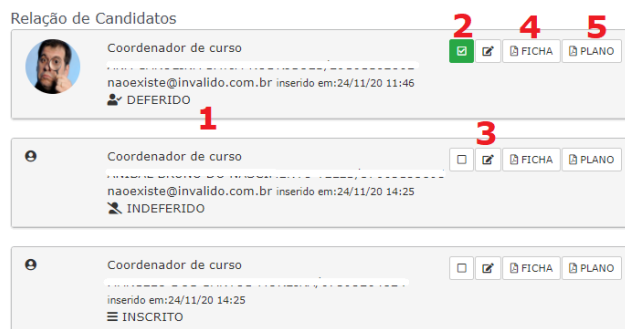 Relação de Candidatos
2
4
5
Coordenador de curso
FICHA
PLANO
naoexiste@invalido.com.br inserido em:24/11/20 11:46
DEFERIDO
1
3
Coordenador de curso
FICHA
PLANO
naoexiste@invalido.com.br inserido em:24/11/20 14:25
INDEFERIDO
Coordenador de curso
FICHA
PLANO
inserido em:24/11/20 14:25
INSCRITO